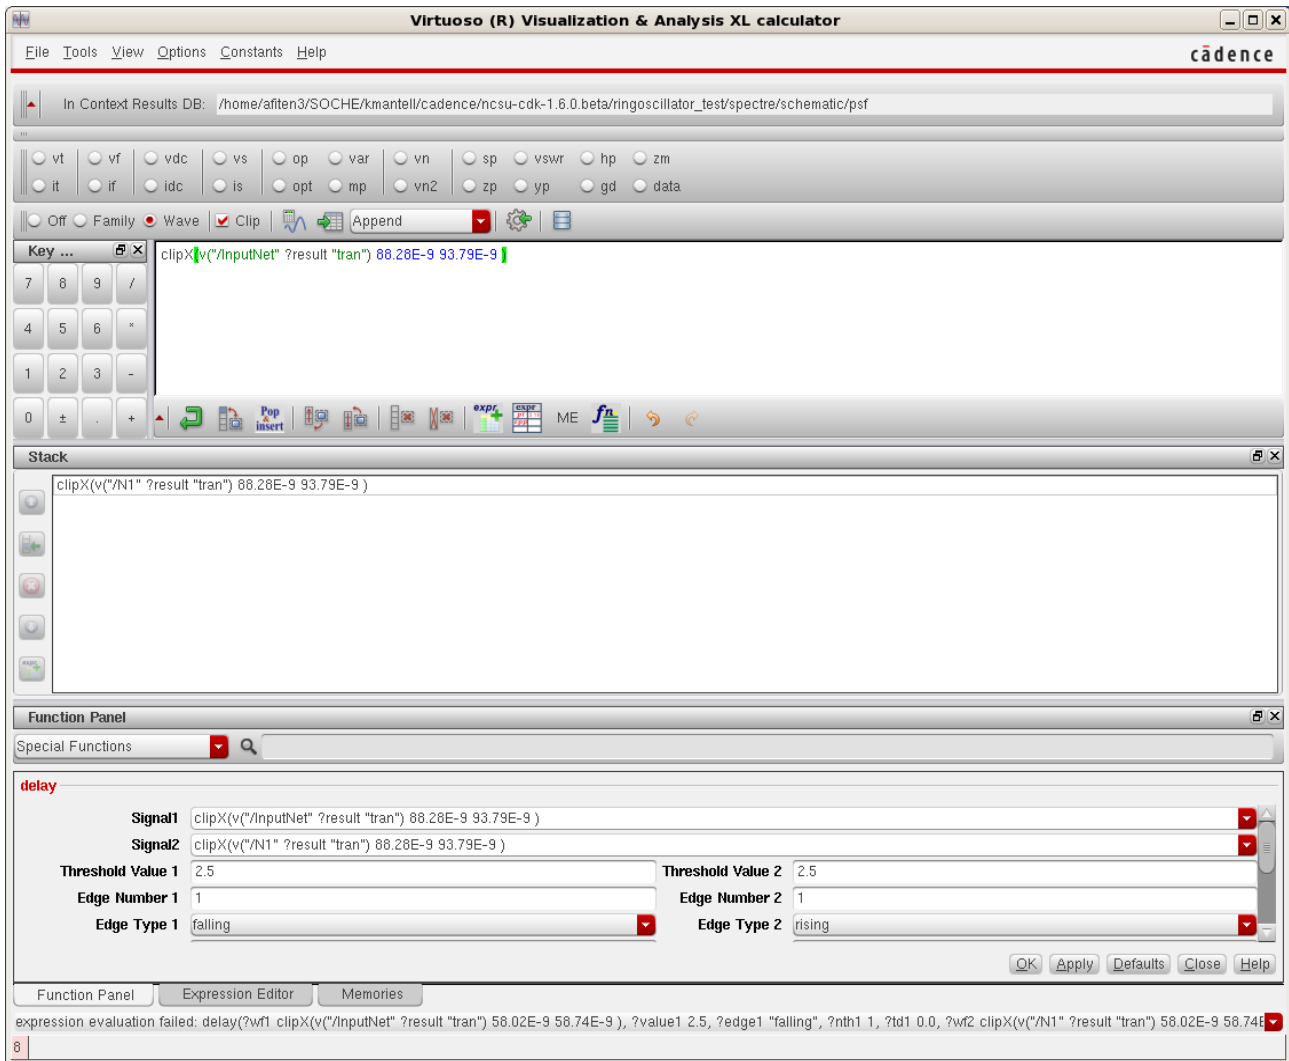 Virtuoso (R) Visualization & Analysis XL calculator
File Tools View Options Constants Help
cādence
In Context Results DB: /home/afiten3/SOCHE/kmantell/cadence/ncsu-cdk-1.6.0.beta/ringoscillator_test/spectre/schematic/psf
vt vf vdc vs op var vn sp vswr hp zm
it if idc is opt mp vn2 zp yp gd data
Off Family Wave Clip Append
Key ...
clipX(v("/InputNet" ?result "tran") 88.28E-9 93.79E-9 )
7 8 9 /
4 5 6 *
1 2 3 -
0 ± . +
Pop & insert expr expr ME fn
Stack
clipX(v("/N1" ?result "tran") 88.28E-9 93.79E-9 )
expr
Function Panel
Special Functions
delay
Signal1 clipX(v("/InputNet" ?result "tran") 88.28E-9 93.79E-9 )
Signal2 clipX(v("/N1" ?result "tran") 88.28E-9 93.79E-9 )
Threshold Value 1 2.5 Threshold Value 2 2.5
Edge Number 1 1 Edge Number 2 1
Edge Type 1 falling Edge Type 2 rising
OK Apply Defaults Close Help
Function Panel Expression Editor Memories
expression evaluation failed: delay(?wf1 clipX(v("/InputNet" ?result "tran") 58.02E-9 58.74E-9 ), ?value1 2.5, ?edge1 "falling", ?nth1 1, ?td1 0.0, ?wf2 clipX(v("/N1" ?result "tran") 58.02E-9 58.74E
8